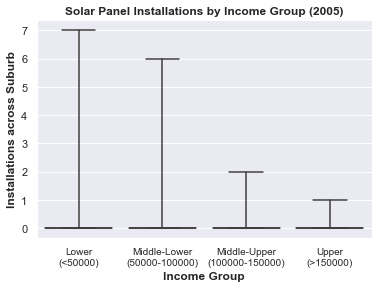 Solar Panel Installations by Income Group (2005)
Installations across Suburb
7
6
5
4
3
2
1
0
Lower
(<50000)
Middle-Lower
(50000-100000)
Middle-Upper
(100000-150000)
Upper
(>150000)
Income Group